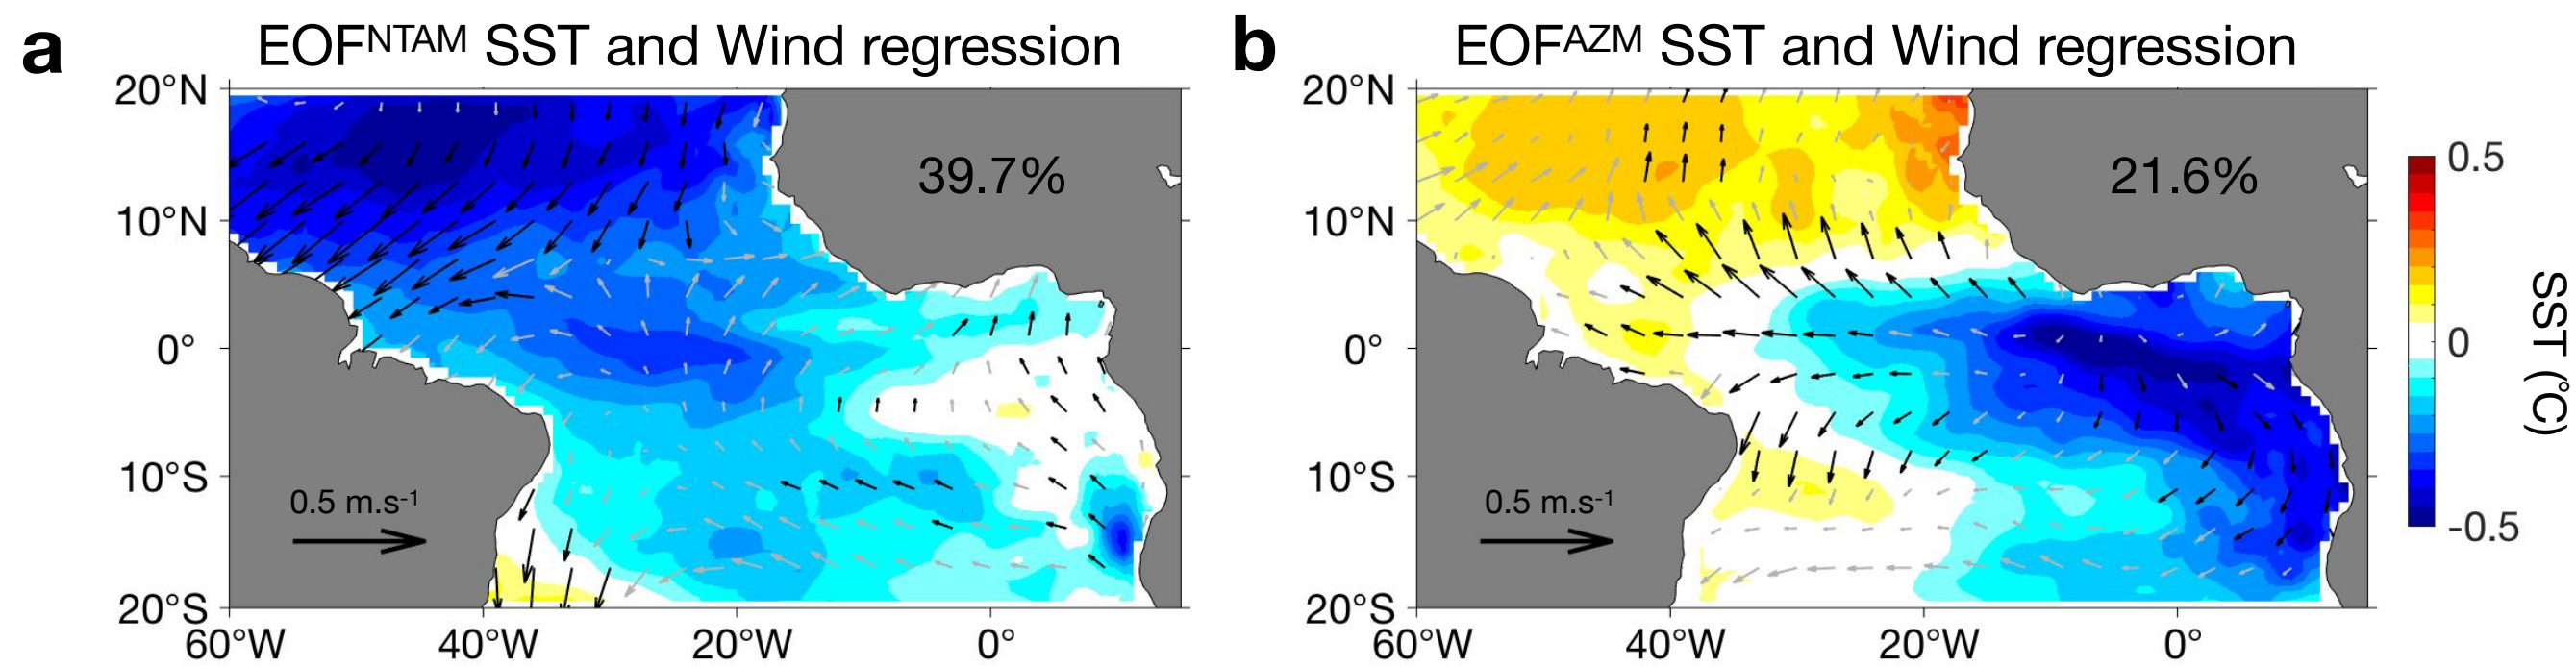 a
EOFᴺᵀᴬᴹ SST and Wind regression
20°N
10°N
0°
10°S
20°S
60°W
40°W
20°W
0°
39.7%
0.5 m.s⁻¹
b
EOFᴬᶻᴹ SST and Wind regression
20°N
10°N
0°
10°S
20°S
60°W
40°W
20°W
0°
21.6%
0.5 m.s⁻¹
0.5
0
-0.5
SST (°C)